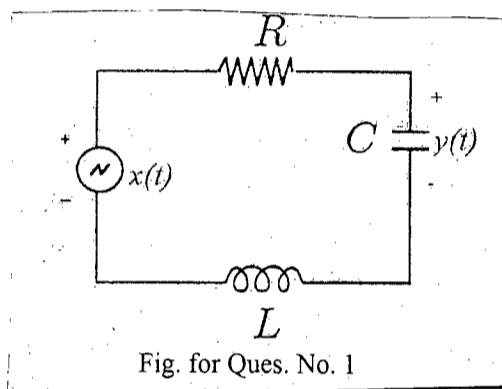 R
+
C
y(t)
-
+
x(t)
-
L
Fig. for Ques. No. 1